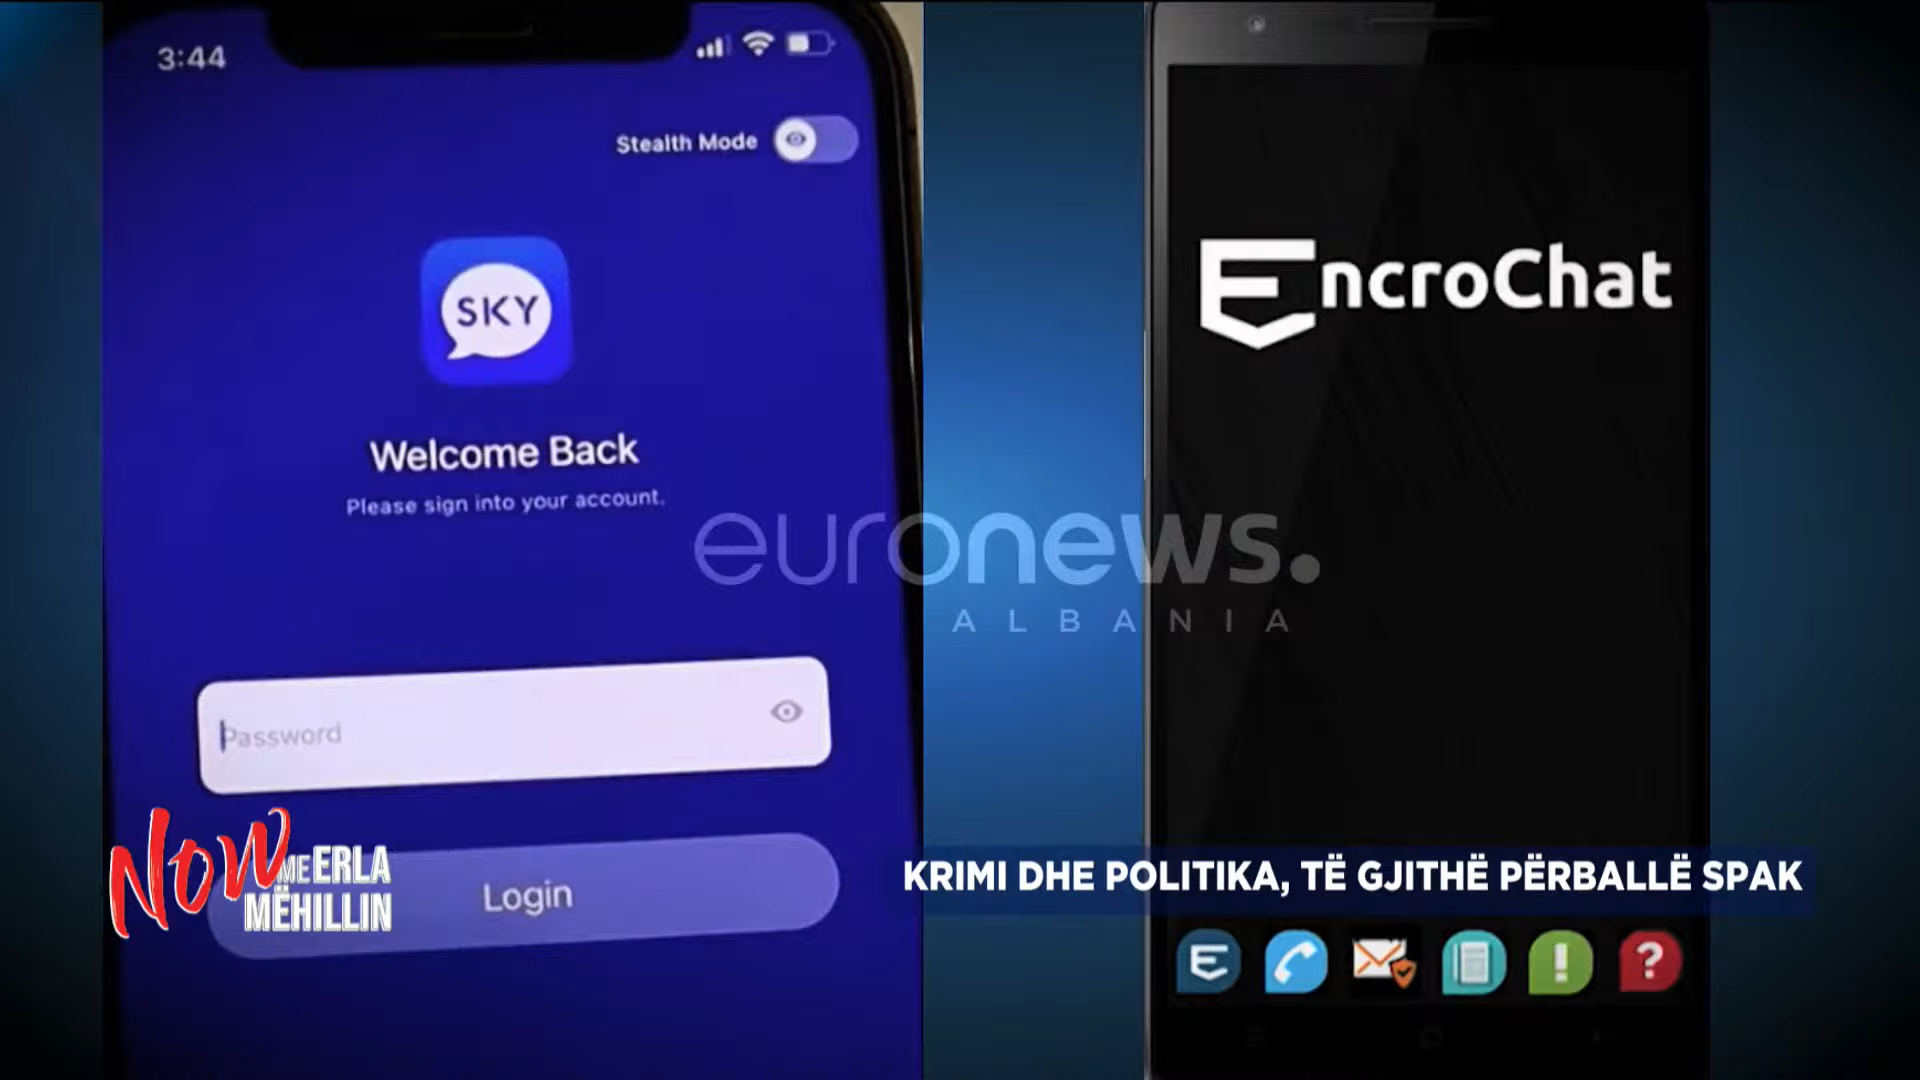 3:44
Stealth Mode
SKY
Welcome Back
Please sign into your account.
Password
Login
EncroChat
euronews.
ALBANIA
NOW ME ERLA
MËHILLIN
KRIMI DHE POLITIKA, TË GJITHË PËRBALLË SPAK